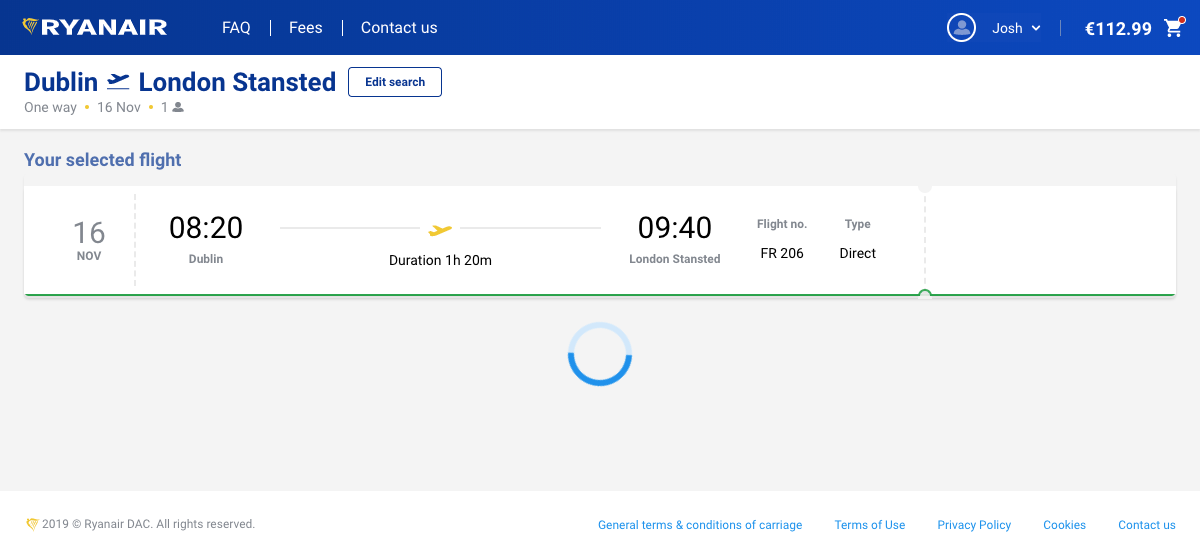 RYANAIR FAQ Fees Contact us Josh €112.99
Dublin London Stansted Edit search
One way • 16 Nov • 1
Your selected flight
16
NOV
08:20
Dublin
Duration 1h 20m
09:40
London Stansted
Flight no.
FR 206
Type
Direct
2019 © Ryanair DAC. All rights reserved.
General terms & conditions of carriage Terms of Use Privacy Policy Cookies Contact us